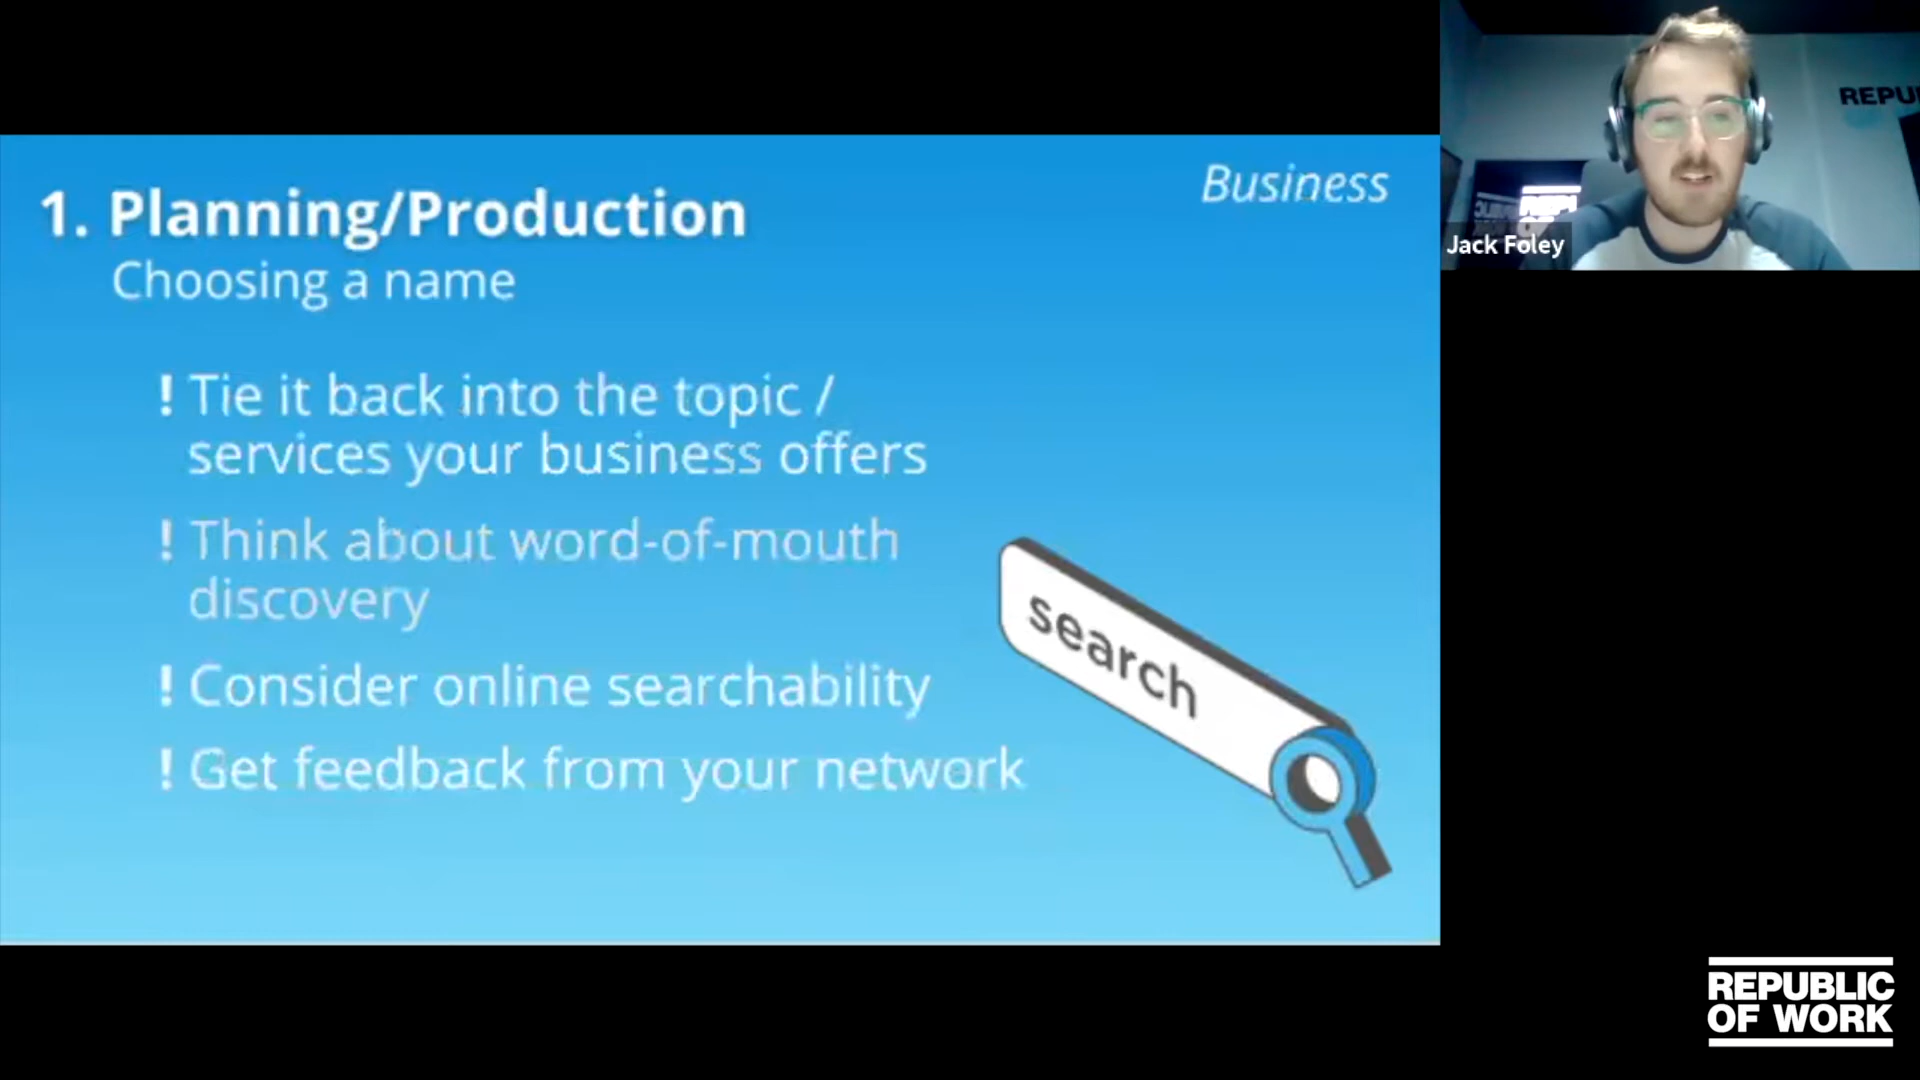 Business
1. Planning/Production
Choosing a name
! Tie it back into the topic /
services your business offers
! Think about word-of-mouth
discovery
! Consider online searchability
! Get feedback from your network
search
REPU
Jack Foley
REPUBLIC
OF WORK